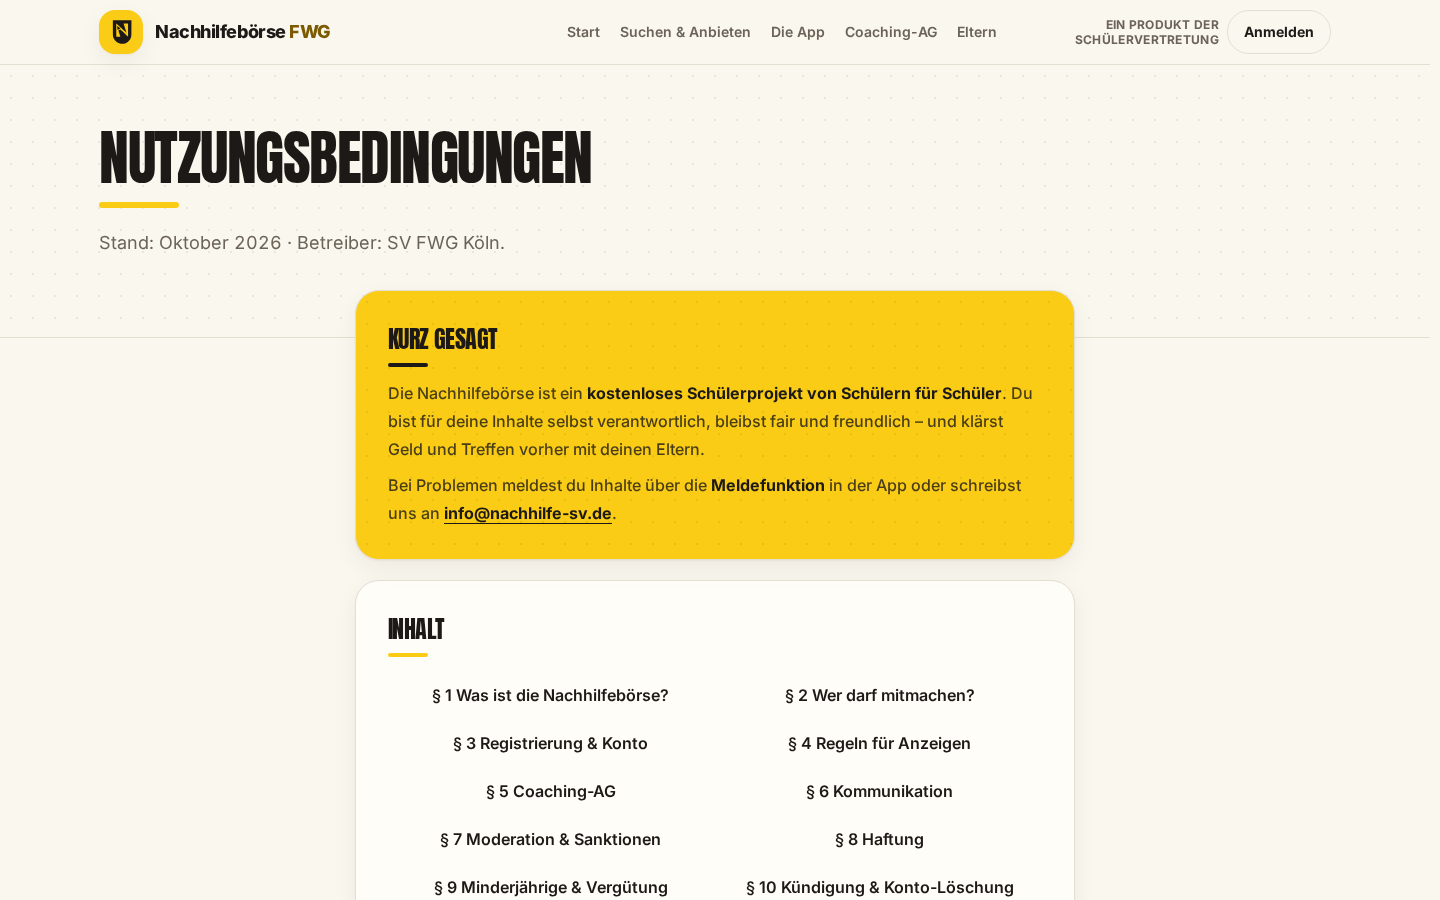 Nachhilfebörse FWG
Start
Suchen & Anbieten
Die App
Coaching-AG
Eltern
EIN PRODUKT DER
SCHÜLERVERTRETUNG
Anmelden
NUTZUNGSBEDINGUNGEN
Stand: Oktober 2026 · Betreiber: SV FWG Köln.
KURZ GESAGT
Die Nachhilfebörse ist ein kostenloses Schülerprojekt von Schülern für Schüler. Du
bist für deine Inhalte selbst verantwortlich, bleibst fair und freundlich – und klärst
Geld und Treffen vorher mit deinen Eltern.
Bei Problemen meldest du Inhalte über die Meldefunktion in der App oder schreibst
uns an info@nachhilfe-sv.de.
INHALT
§ 1 Was ist die Nachhilfebörse?
§ 2 Wer darf mitmachen?
§ 3 Registrierung & Konto
§ 4 Regeln für Anzeigen
§ 5 Coaching-AG
§ 6 Kommunikation
§ 7 Moderation & Sanktionen
§ 8 Haftung
§ 9 Minderjährige & Vergütung
§ 10 Kündigung & Konto-Löschung